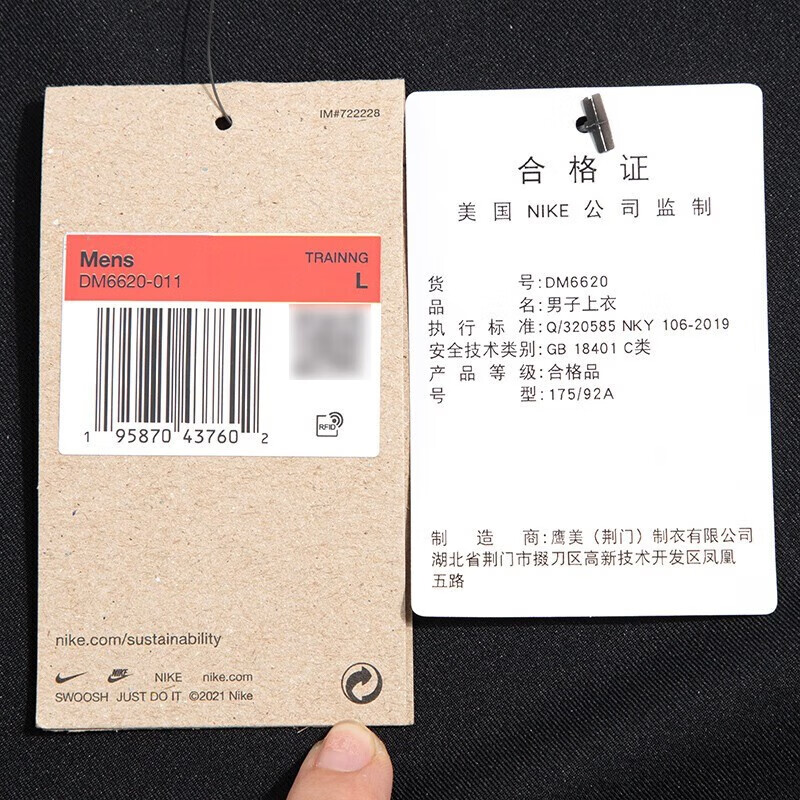 IM#722228
Mens
TRAINNG
DM6620-011
L
RFID
1 95870 43760 2
nike.com/sustainability
NIKE
NIKE nike.com
SWOOSH JUST DO IT ©2021 Nike
合格证
美国 NIKE 公司监制
货号:DM6620
品名:男子上衣
执行标准:Q/320585 NKY 106-2019
安全技术类别:GB 18401 C类
产品等级:合格品
号型:175/92A
制造商:鹰美(荆门)制衣有限公司
湖北省荆门市掇刀区高新技术开发区凤凰
五路